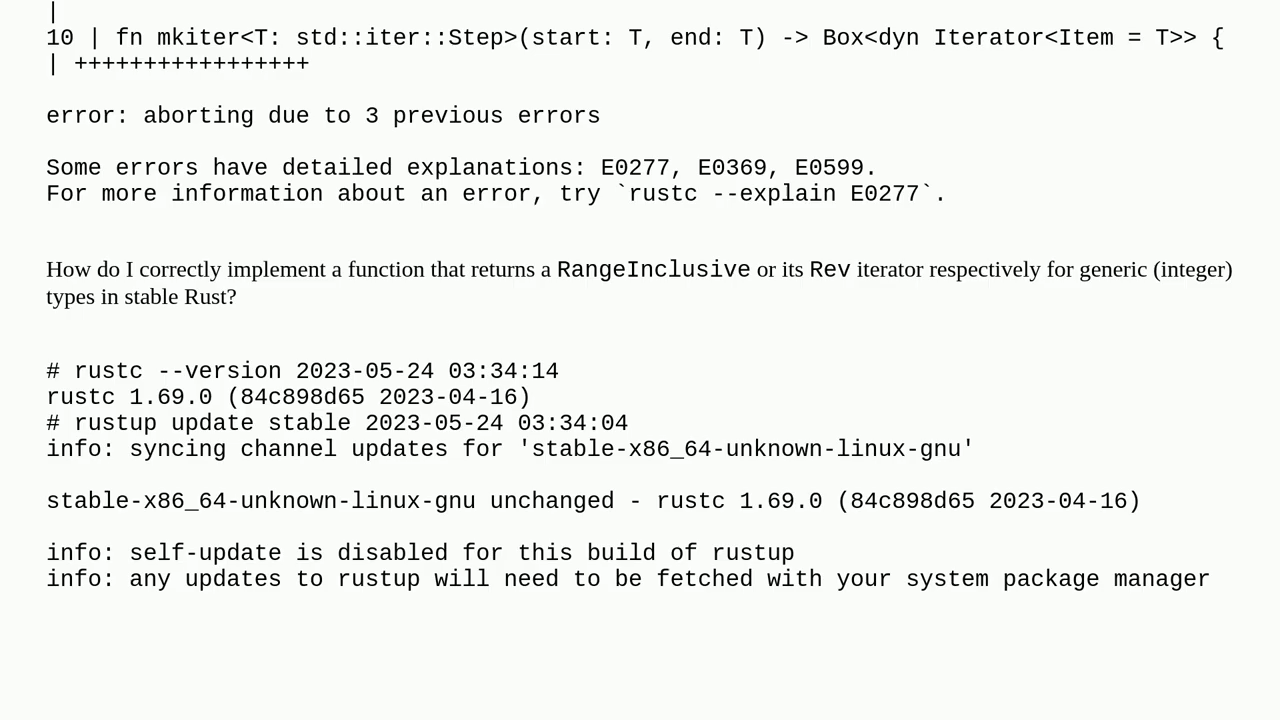 |
10 | fn mkiter<T: std::iter::Step>(start: T, end: T) -> Box<dyn Iterator<Item = T>> {
| +++++++++++++++++
error: aborting due to 3 previous errors
Some errors have detailed explanations: E0277, E0369, E0599.
For more information about an error, try `rustc --explain E0277`.
How do I correctly implement a function that returns a RangeInclusive or its Rev iterator respectively for generic (integer)
types in stable Rust?
# rustc --version 2023-05-24 03:34:14
rustc 1.69.0 (84c898d65 2023-04-16)
# rustup update stable 2023-05-24 03:34:04
info: syncing channel updates for 'stable-x86_64-unknown-linux-gnu'
stable-x86_64-unknown-linux-gnu unchanged - rustc 1.69.0 (84c898d65 2023-04-16)
info: self-update is disabled for this build of rustup
info: any updates to rustup will need to be fetched with your system package manager